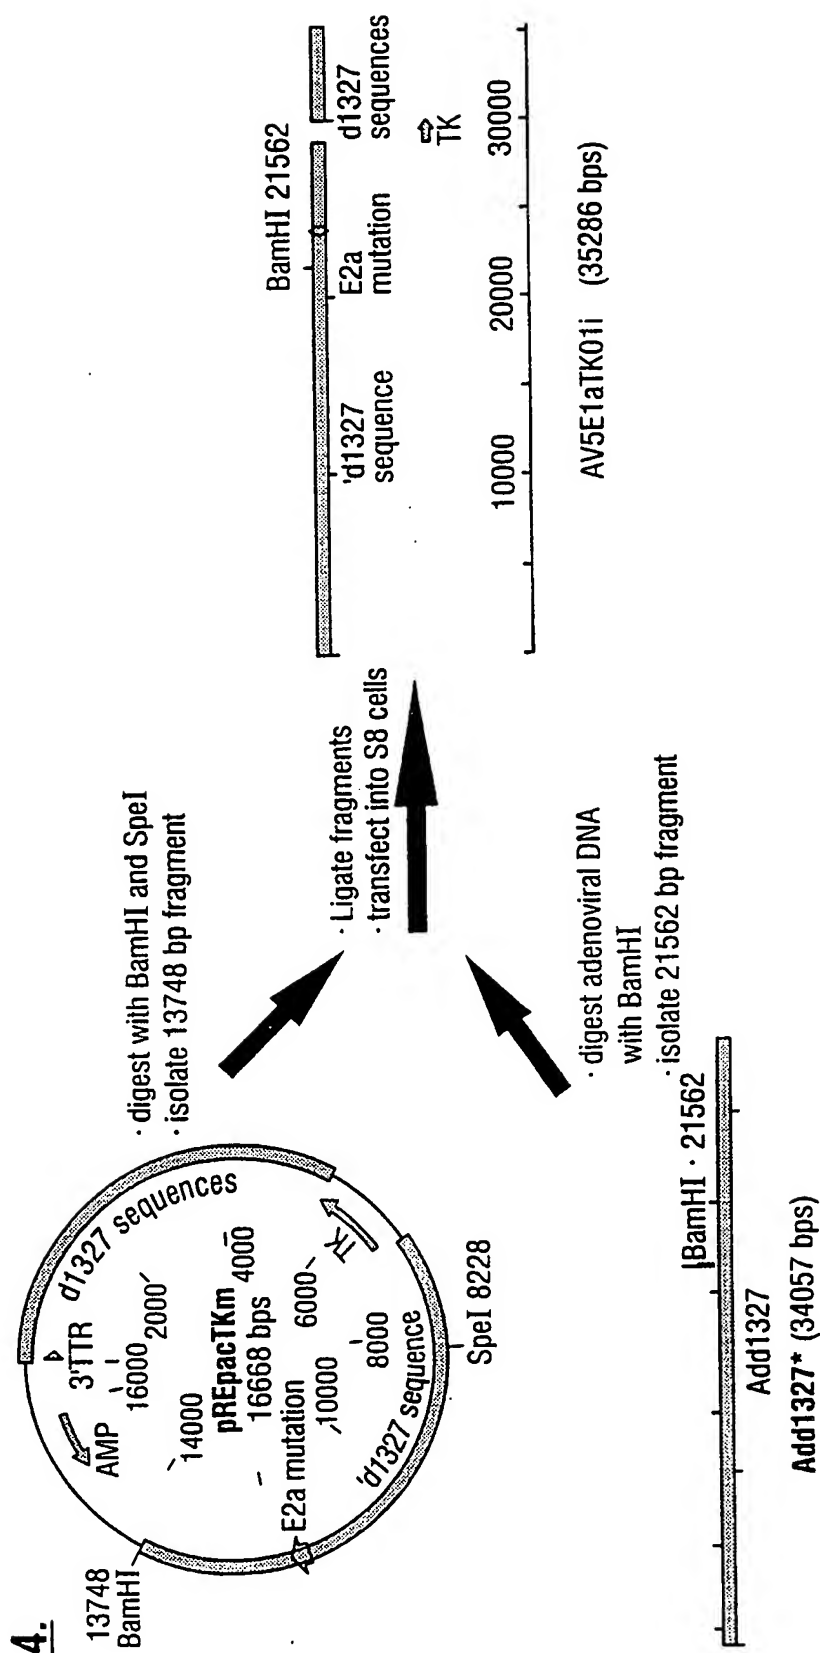 4.
13748
BamHI
AMP
3'TTR
d1327 sequences
16000
2000
14000
4000
pREpacTKm
16668 bps
6000
TK
10000
8000
E2a mutation
'd1327 sequence
SpeI 8228
· digest with BamHI and SpeI
· isolate 13748 bp fragment
· Ligate fragments
· transfect into S8 cells
· digest adenoviral DNA
with BamHI
· isolate 21562 bp fragment
BamHI · 21562
Add1327
Add1327* (34057 bps)
BamHI 21562
'd1327
sequence
E2a
mutation
d1327
sequences
TK
10000
20000
30000
AV5E1aTK01i (35286 bps)